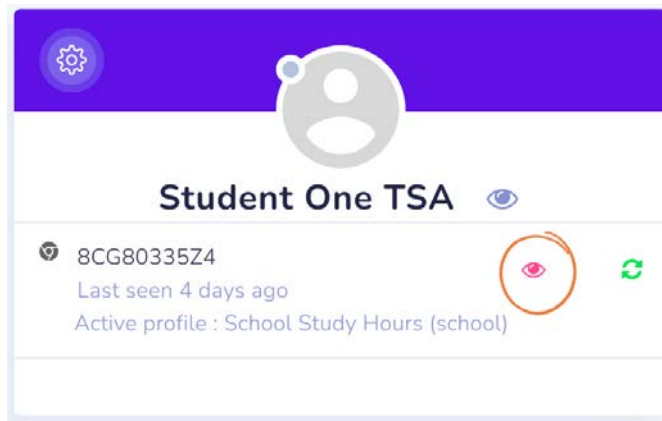 Student One TSA
8CG80335Z4
Last seen 4 days ago
Active profile : School Study Hours (school)